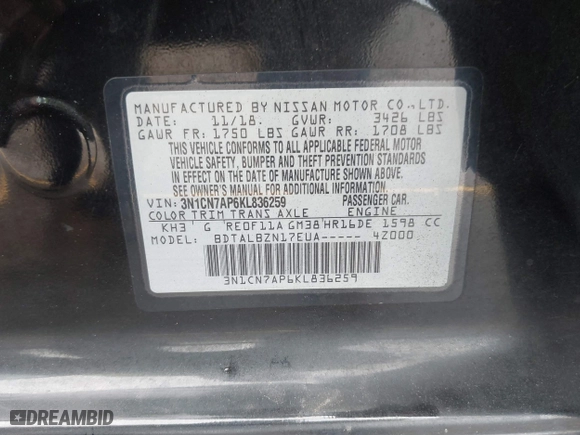 MANUFACTURED BY NISSAN MOTOR CO., LTD.
DATE: 11/18. GVWR: 3426 LBS
GAWR FR: 1750 LBS GAWR RR: 1708 LBS
THIS VEHICLE CONFORMS TO ALL APPLICABLE FEDERAL MOTOR
VEHICLE SAFETY, BUMPER AND THEFT PREVENTION STANDARDS
IN EFFECT ON THE DATE OF MANUFACTURE SHOWN ABOVE.
SEE OWNER'S MANUAL FOR ADDITIONAL INFORMATION.
VIN: 3N1CN7AP6KL836259 PASSENGER CAR.
COLOR TRIM TRANS AXLE ENGINE
KH3 ' G 'RE0F11A GM38'HR16DE 1598 CC
MODEL: BDTALBZN17EUA----- 4Z000
3N1CN7AP6KL836259
DREAMBID